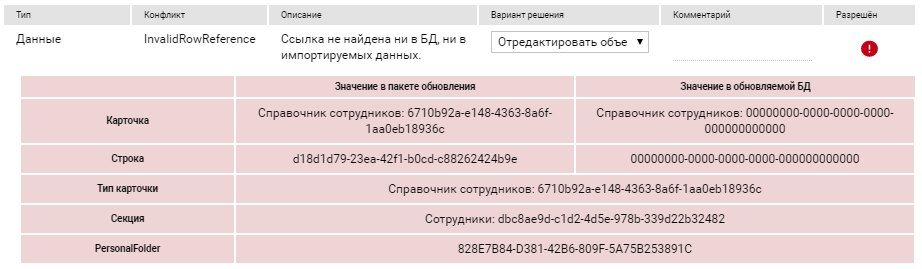 Тип Конфликт Описание Вариант решения Комментарий Разрешён
Данные InvalidRowReference Ссылка не найдена ни в БД, ни в Отредактировать объе
импортируемых данных.
Значение в пакете обновления Значение в обновляемой БД
Карточка Справочник сотрудников: 6710b92a-e148-4363-8a6f- Справочник сотрудников: 00000000-0000-0000-0000-
1aa0eb18936c 000000000000
Строка d18d1d79-23ea-42f1-b0cd-c88262424b9e 00000000-0000-0000-0000-000000000000
Тип карточки Справочник сотрудников: 6710b92a-e148-4363-8a6f-1aa0eb18936c
Секция Сотрудники: dbc8ae9d-c1d2-4d5e-978b-339d22b32482
PersonalFolder 828E7B84-D381-42B6-809F-5A75B253891C